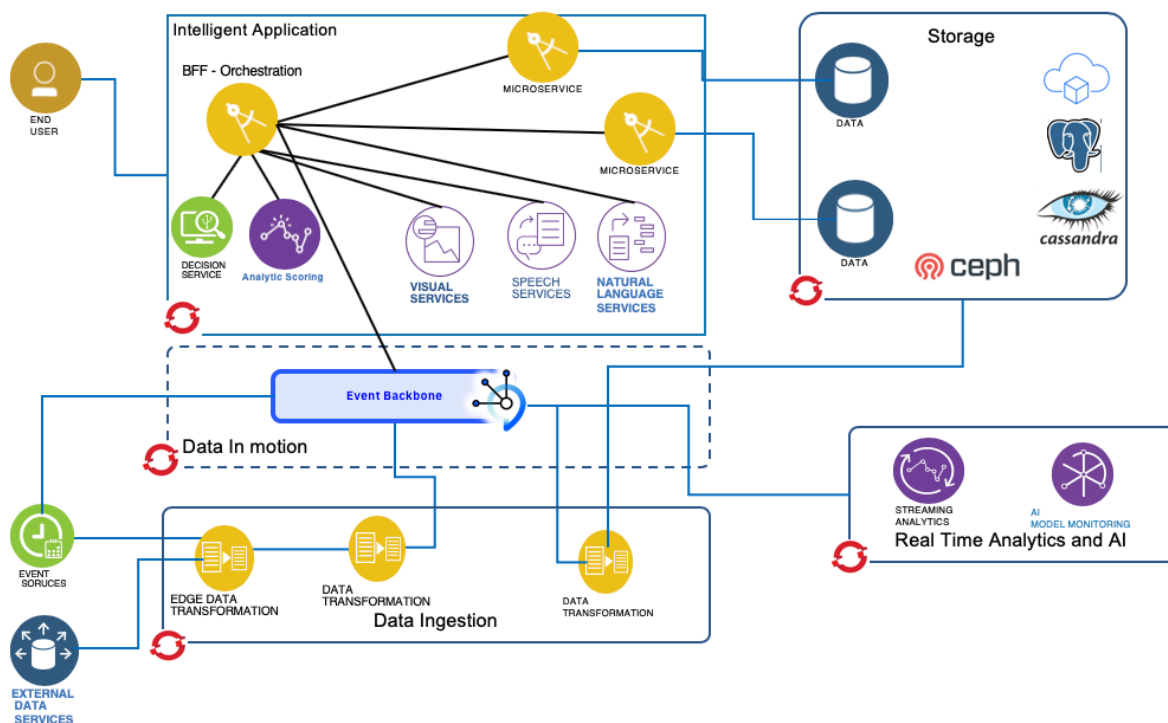 Intelligent Application
BFF - Orchestration
MICROSERVICE
MICROSERVICE
END
USER
DECISION
SERVICE
Analytic Scoring
VISUAL
SERVICES
SPEECH
SERVICES
NATURAL
LANGUAGE
SERVICES
Storage
DATA
DATA
cassandra
ceph
Event Backbone
Data In motion
STREAMING
ANALYTICS
AI
MODEL MONITORING
Real Time Analytics and AI
EVENT
SORUCES
EDGE DATA
TRANSFORMATION
DATA
TRANSFORMATION
DATA
TRANSFORMATION
Data Ingestion
EXTERNAL
DATA
SERVICES